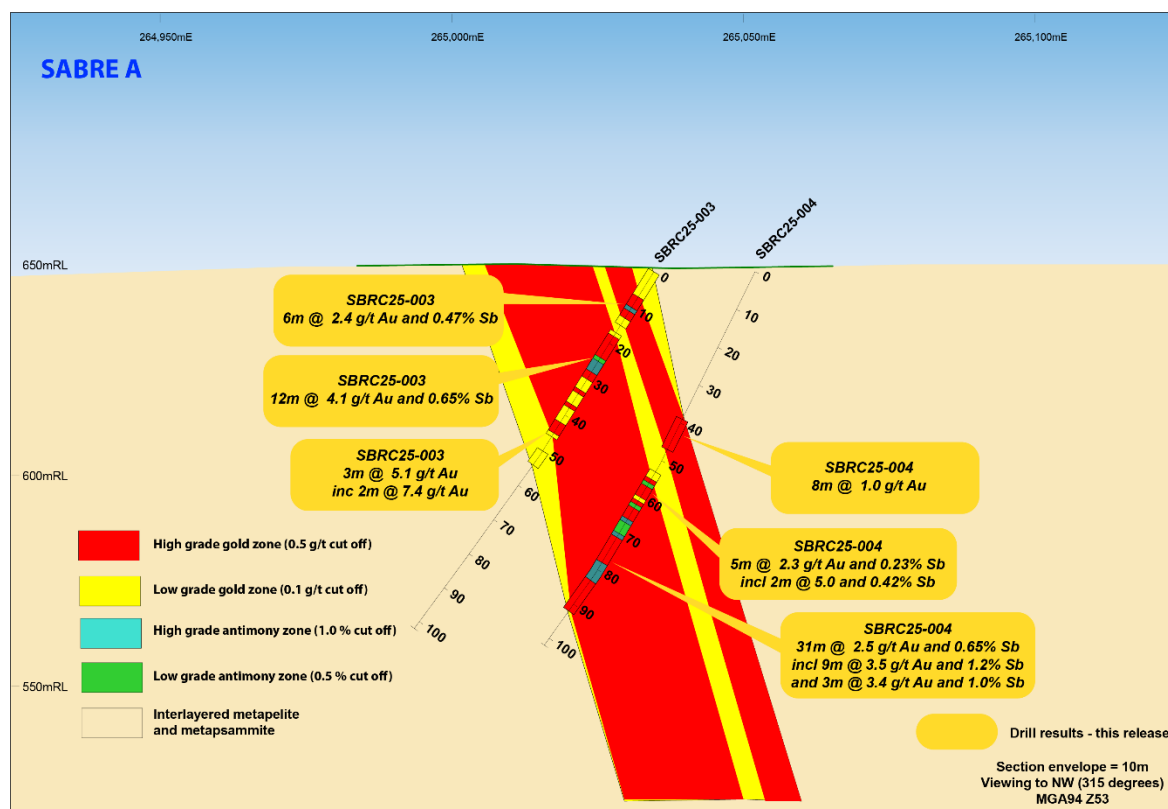 264,950mE
265,000mE
265,050mE
265,100mE
SABRE A
SBRC25-003
SBRC25-004
650mRL
600mRL
550mRL
0
10
20
30
40
50
60
70
80
90
100
0
10
20
30
40
50
60
70
80
90
100
SBRC25-003
6m @ 2.4 g/t Au and 0.47% Sb
SBRC25-003
12m @ 4.1 g/t Au and 0.65% Sb
SBRC25-003
3m @ 5.1 g/t Au
inc 2m @ 7.4 g/t Au
SBRC25-004
8m @ 1.0 g/t Au
SBRC25-004
5m @ 2.3 g/t Au and 0.23% Sb
incl 2m @ 5.0 and 0.42% Sb
SBRC25-004
31m @ 2.5 g/t Au and 0.65% Sb
incl 9m @ 3.5 g/t Au and 1.2% Sb
and 3m @ 3.4 g/t Au and 1.0% Sb
High grade gold zone (0.5 g/t cut off)
Low grade gold zone (0.1 g/t cut off)
High grade antimony zone (1.0 % cut off)
Low grade antimony zone (0.5 % cut off)
Interlayered metapelite
and metapsammite
Drill results - this release
Section envelope = 10m
Viewing to NW (315 degrees)
MGA94 Z53